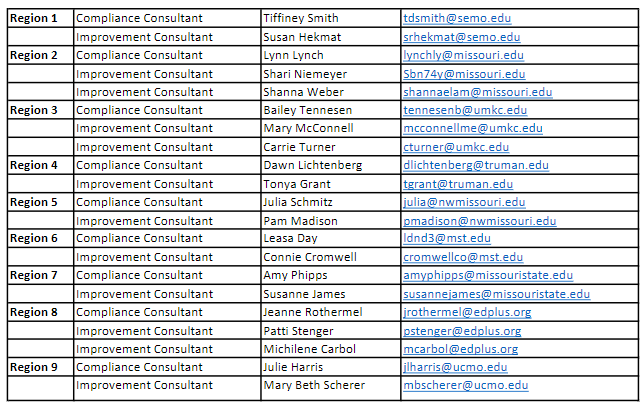 Region 1 Compliance Consultant Tiffiney Smith tdsmith@semo.edu
Improvement Consultant Susan Hekmat srhekmat@semo.edu
Region 2 Compliance Consultant Lynn Lynch lynchly@missouri.edu
Improvement Consultant Shari Niemeyer Sbn74y@missouri.edu
Improvement Consultant Shanna Weber shannaelam@missouri.edu
Region 3 Compliance Consultant Bailey Tennesen tennesenb@umkc.edu
Improvement Consultant Mary McConnell mcconnellme@umkc.edu
Improvement Consultant Carrie Turner cturner@umkc.edu
Region 4 Compliance Consultant Dawn Lichtenberg dlichtenberg@truman.edu
Improvement Consultant Tonya Grant tgrant@truman.edu
Region 5 Compliance Consultant Julia Schmitz julia@nwmissouri.edu
Improvement Consultant Pam Madison pmadison@nwmissouri.edu
Region 6 Compliance Consultant Leasa Day ldnd3@mst.edu
Improvement Consultant Connie Cromwell cromwellco@mst.edu
Region 7 Compliance Consultant Amy Phipps amyphipps@missouristate.edu
Improvement Consultant Susanne James susannejames@missouristate.edu
Region 8 Compliance Consultant Jeanne Rothermel jrothermel@edplus.org
Improvement Consultant Patti Stenger pstenger@edplus.org
Improvement Consultant Michilene Carbol mcarbol@edplus.org
Region 9 Compliance Consultant Julie Harris jlharris@ucmo.edu
Improvement Consultant Mary Beth Scherer mbscherer@ucmo.edu